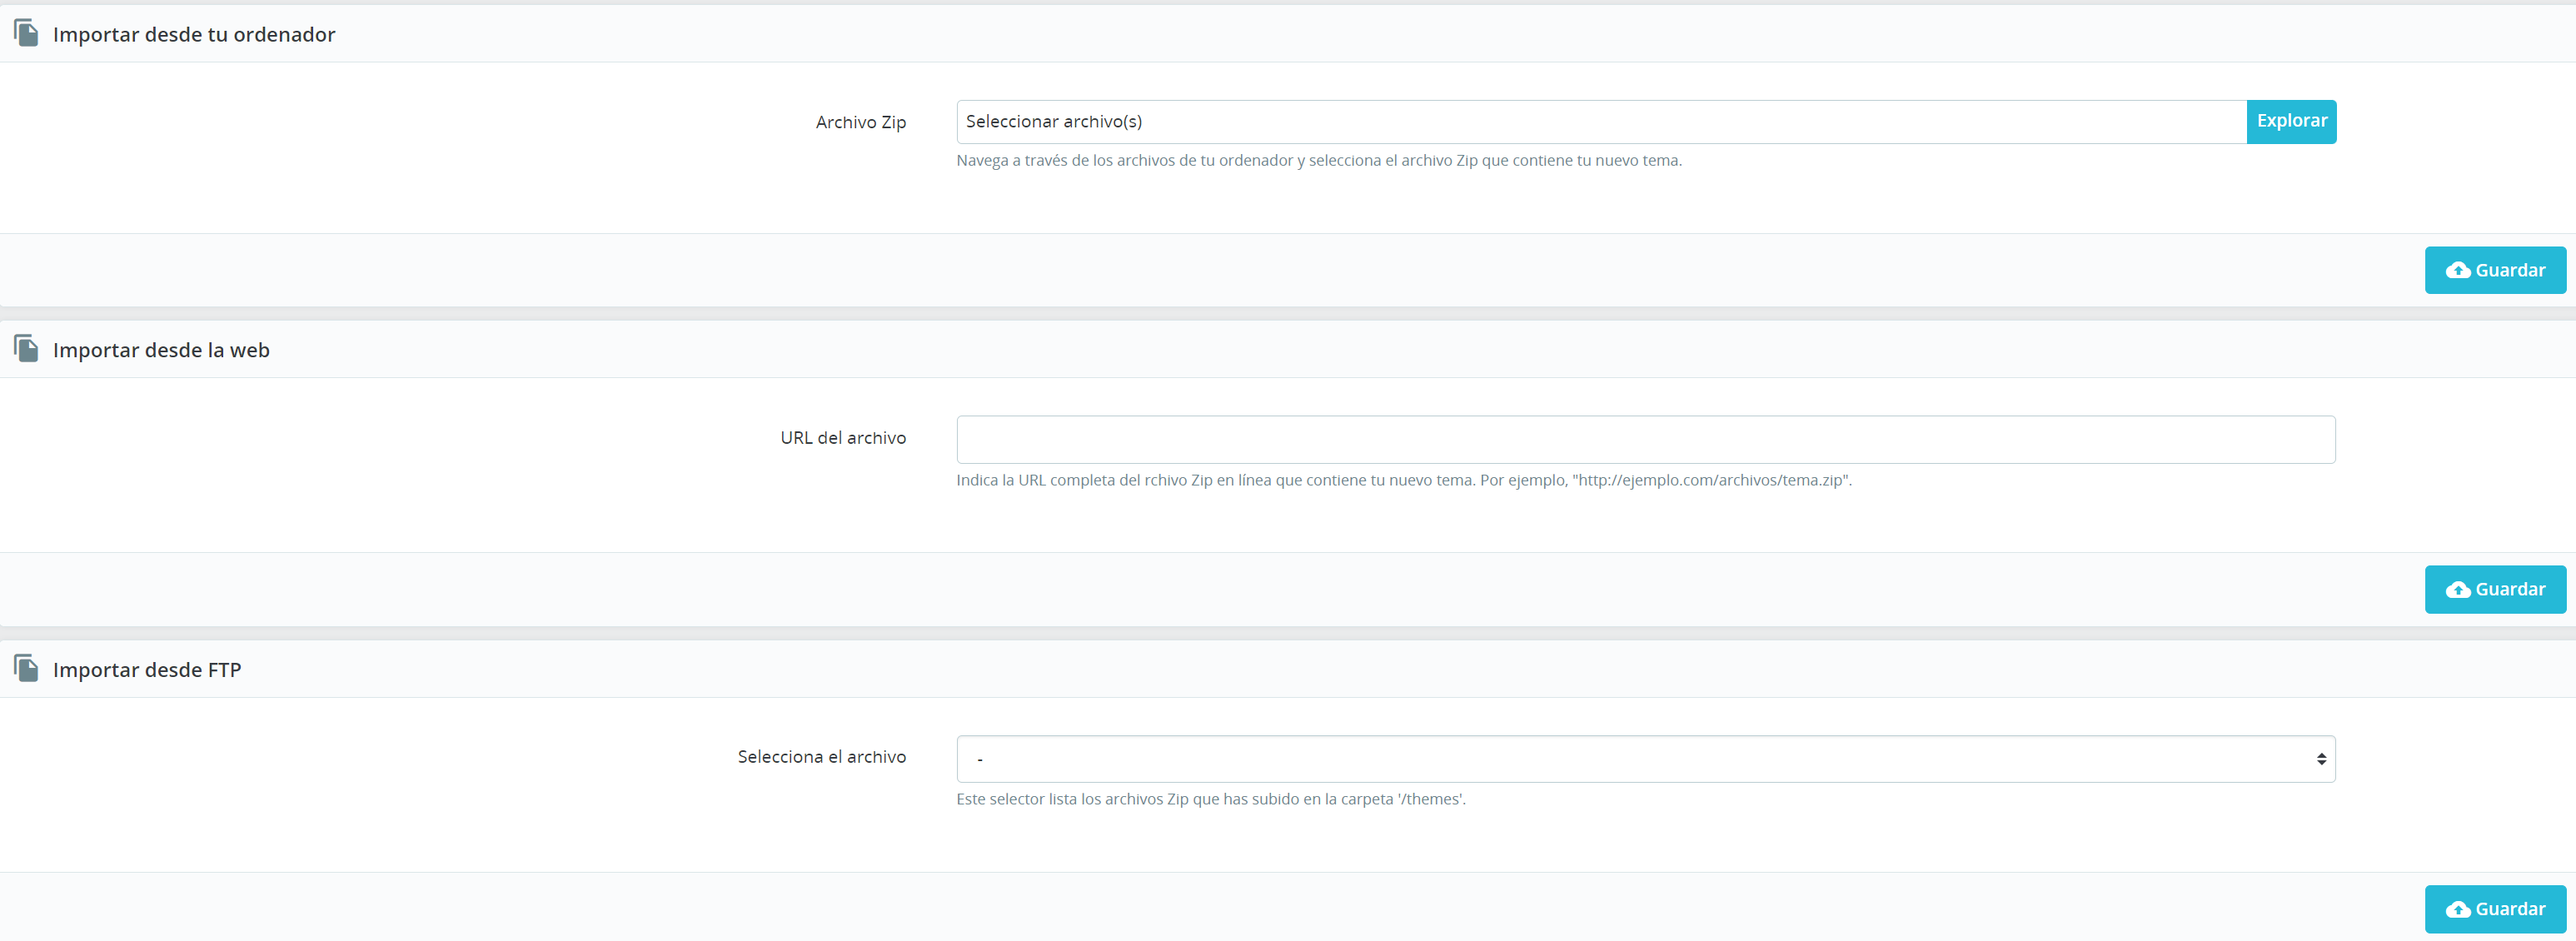 Importar desde tu ordenador
Archivo Zip
Seleccionar archivo(s)
Explorar
Navega a través de los archivos de tu ordenador y selecciona el archivo Zip que contiene tu nuevo tema.
Guardar
Importar desde la web
URL del archivo
Indica la URL completa del rchivo Zip en línea que contiene tu nuevo tema. Por ejemplo, "http://ejemplo.com/archivos/tema.zip".
Guardar
Importar desde FTP
Selecciona el archivo
-
Este selector lista los archivos Zip que has subido en la carpeta '/themes'.
Guardar